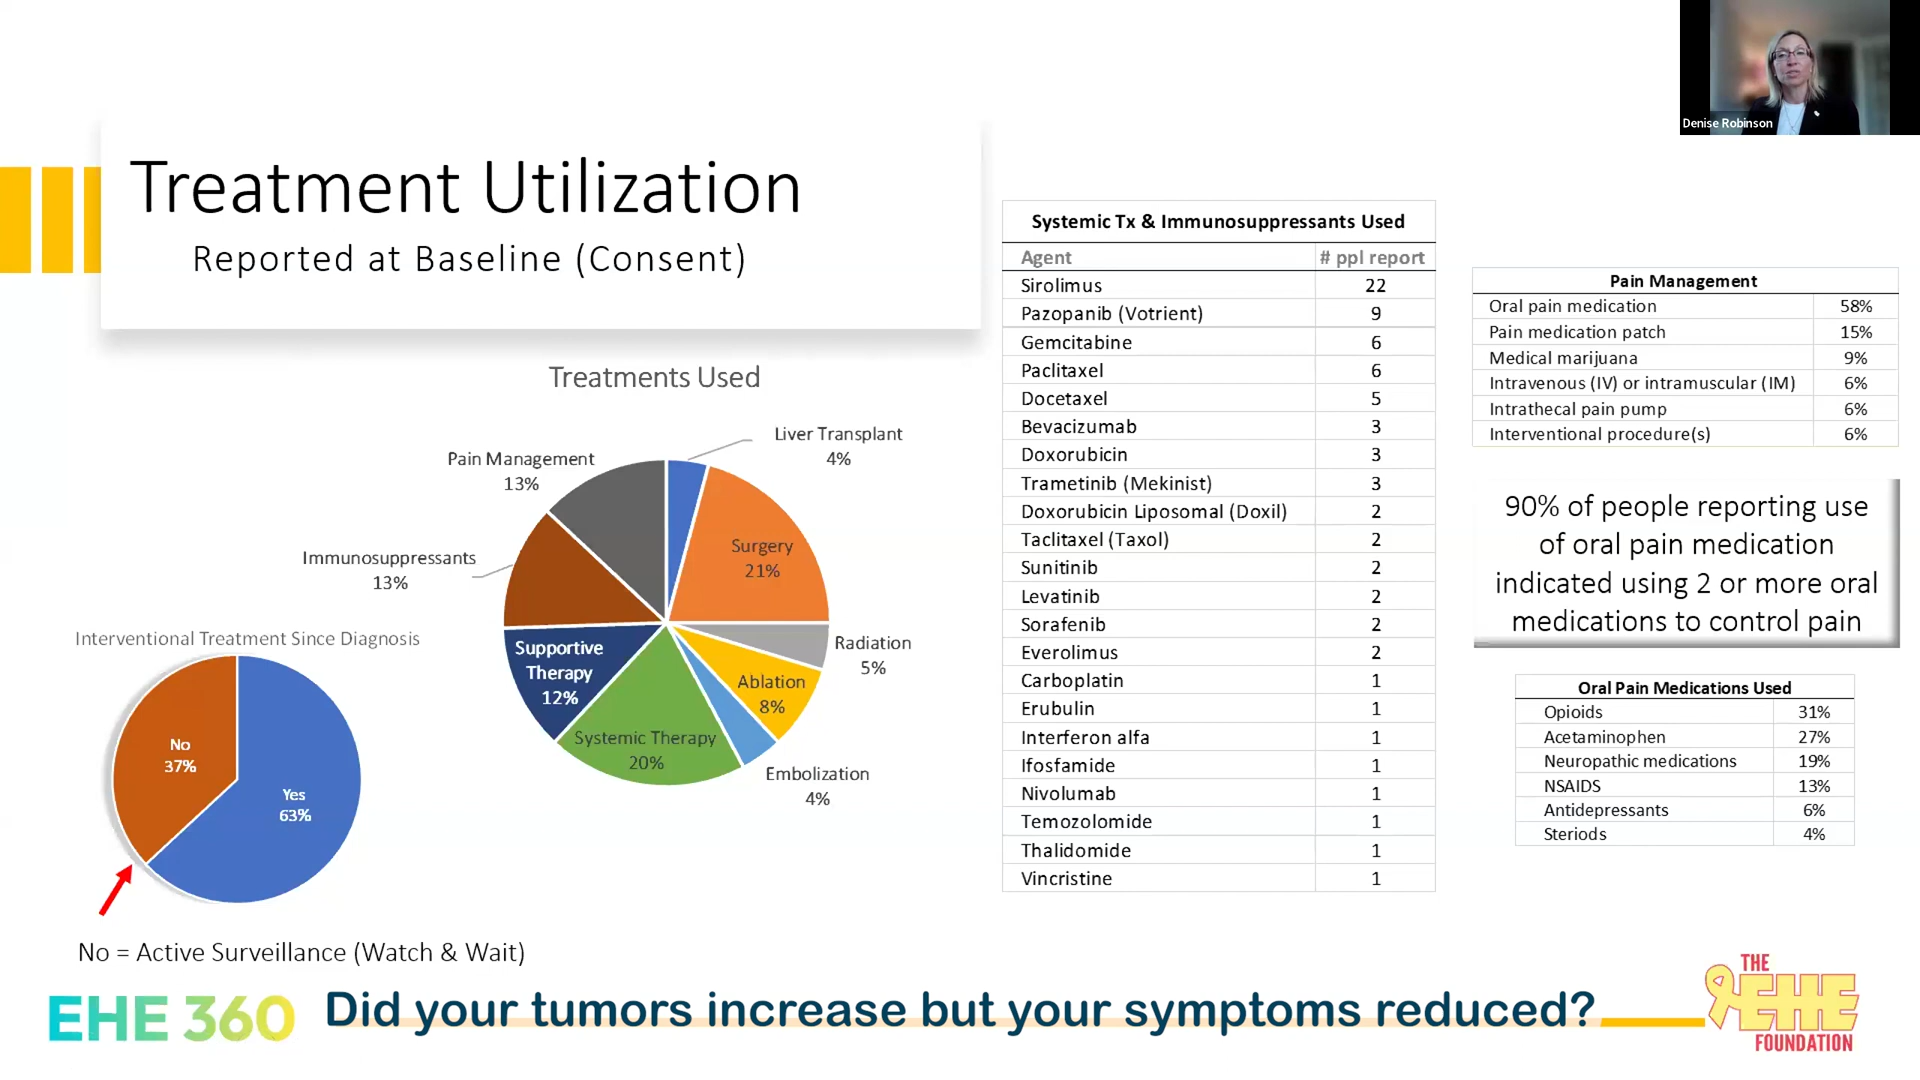 Denise Robinson
Treatment Utilization
Reported at Baseline (Consent)
Treatments Used
Liver Transplant
4%
Pain Management
13%
Surgery
21%
Immunosuppressants
13%
Radiation
5%
Supportive
Therapy
12%
Ablation
8%
Systemic Therapy
20%
Embolization
4%
Interventional Treatment Since Diagnosis
No
37%
Yes
63%
No = Active Surveillance (Watch & Wait)
Systemic Tx & Immunosuppressants Used
Agent # ppl report
Sirolimus 22
Pazopanib (Votrient) 9
Gemcitabine 6
Paclitaxel 6
Docetaxel 5
Bevacizumab 3
Doxorubicin 3
Trametinib (Mekinist) 3
Doxorubicin Liposomal (Doxil) 2
Taclitaxel (Taxol) 2
Sunitinib 2
Levatinib 2
Sorafenib 2
Everolimus 2
Carboplatin 1
Erubulin 1
Interferon alfa 1
Ifosfamide 1
Nivolumab 1
Temozolomide 1
Thalidomide 1
Vincristine 1
Pain Management
Oral pain medication 58%
Pain medication patch 15%
Medical marijuana 9%
Intravenous (IV) or intramuscular (IM) 6%
Intrathecal pain pump 6%
Interventional procedure(s) 6%
90% of people reporting use
of oral pain medication
indicated using 2 or more oral
medications to control pain
Oral Pain Medications Used
Opioids 31%
Acetaminophen 27%
Neuropathic medications 19%
NSAIDS 13%
Antidepressants 6%
Steriods 4%
EHE 360
Did your tumors increase but your symptoms reduced?
THE
EHE
FOUNDATION